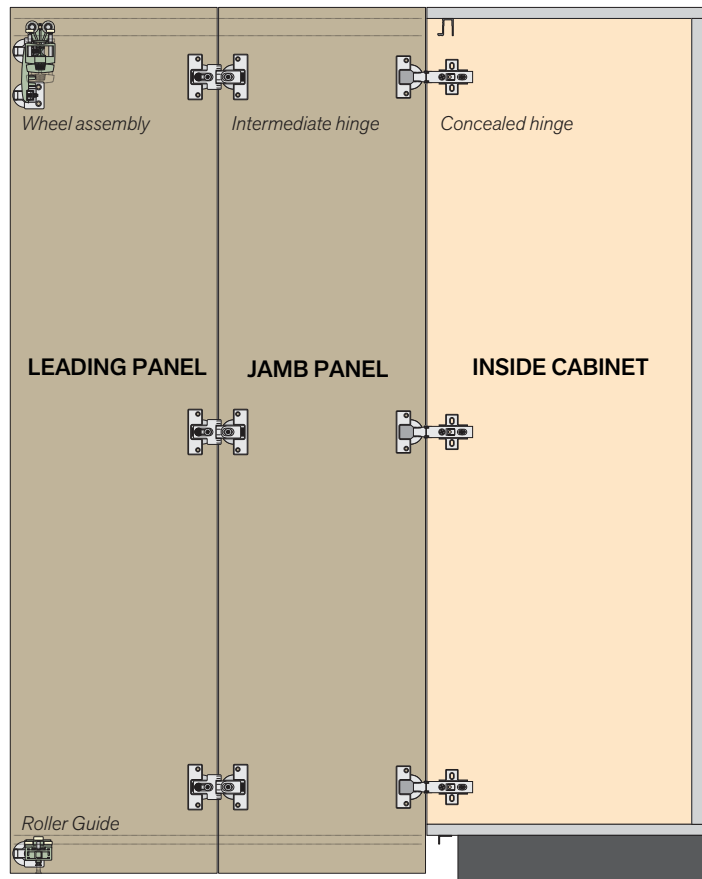 Wheel assembly
Intermediate hinge
Concealed hinge
LEADING PANEL
JAMB PANEL
INSIDE CABINET
Roller Guide